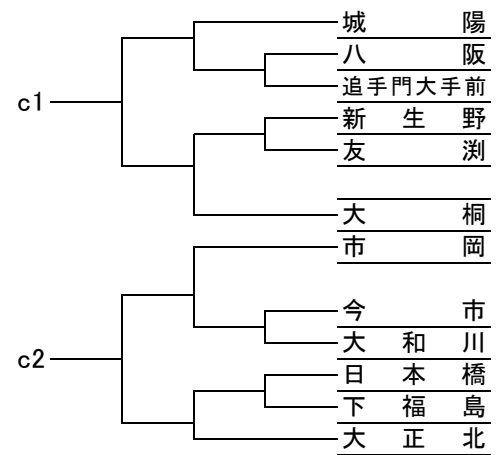 城陽
八阪
追手門大手前
c1
新生野
友渕
大桐
市岡
今市
大和川
c2
日本橋
下福島
大正北